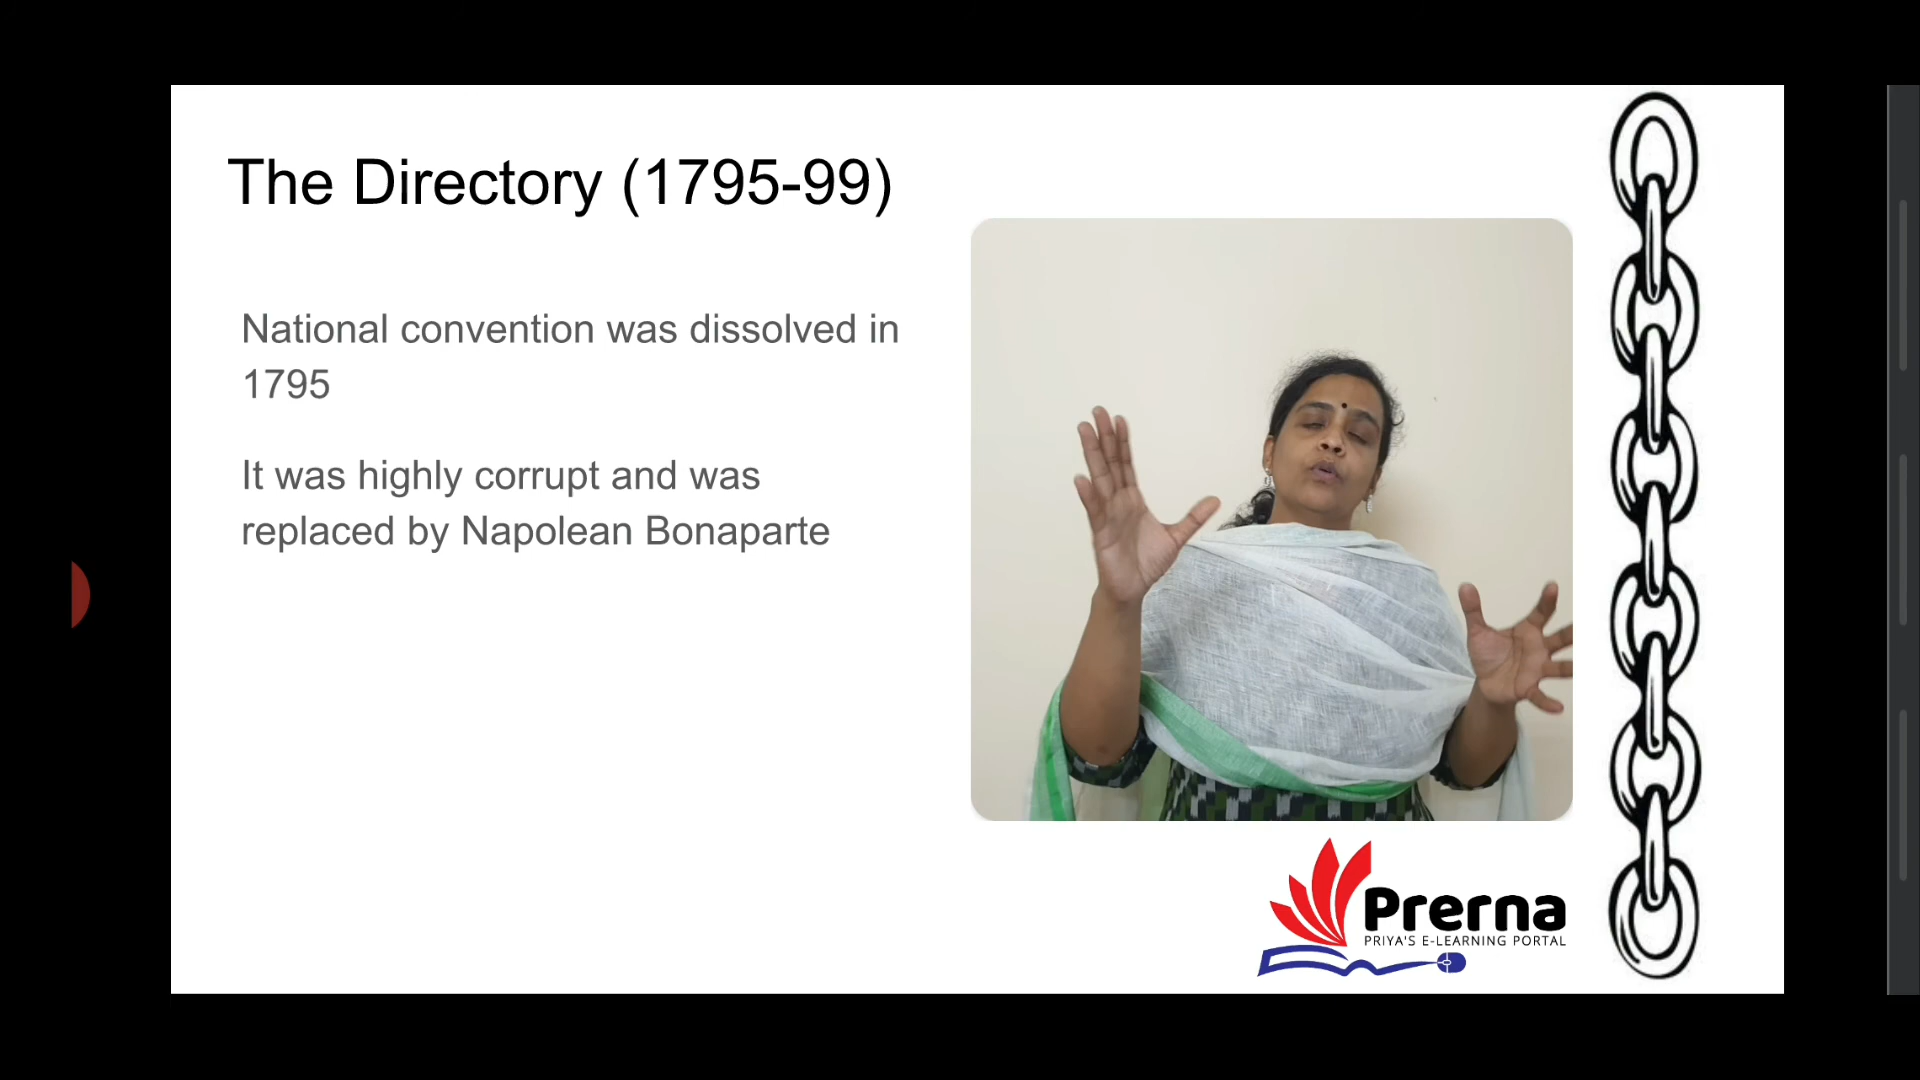 The Directory (1795-99)
National convention was dissolved in
1795
It was highly corrupt and was
replaced by Napolean Bonaparte
Prerna
PRIYA'S E-LEARNING PORTAL